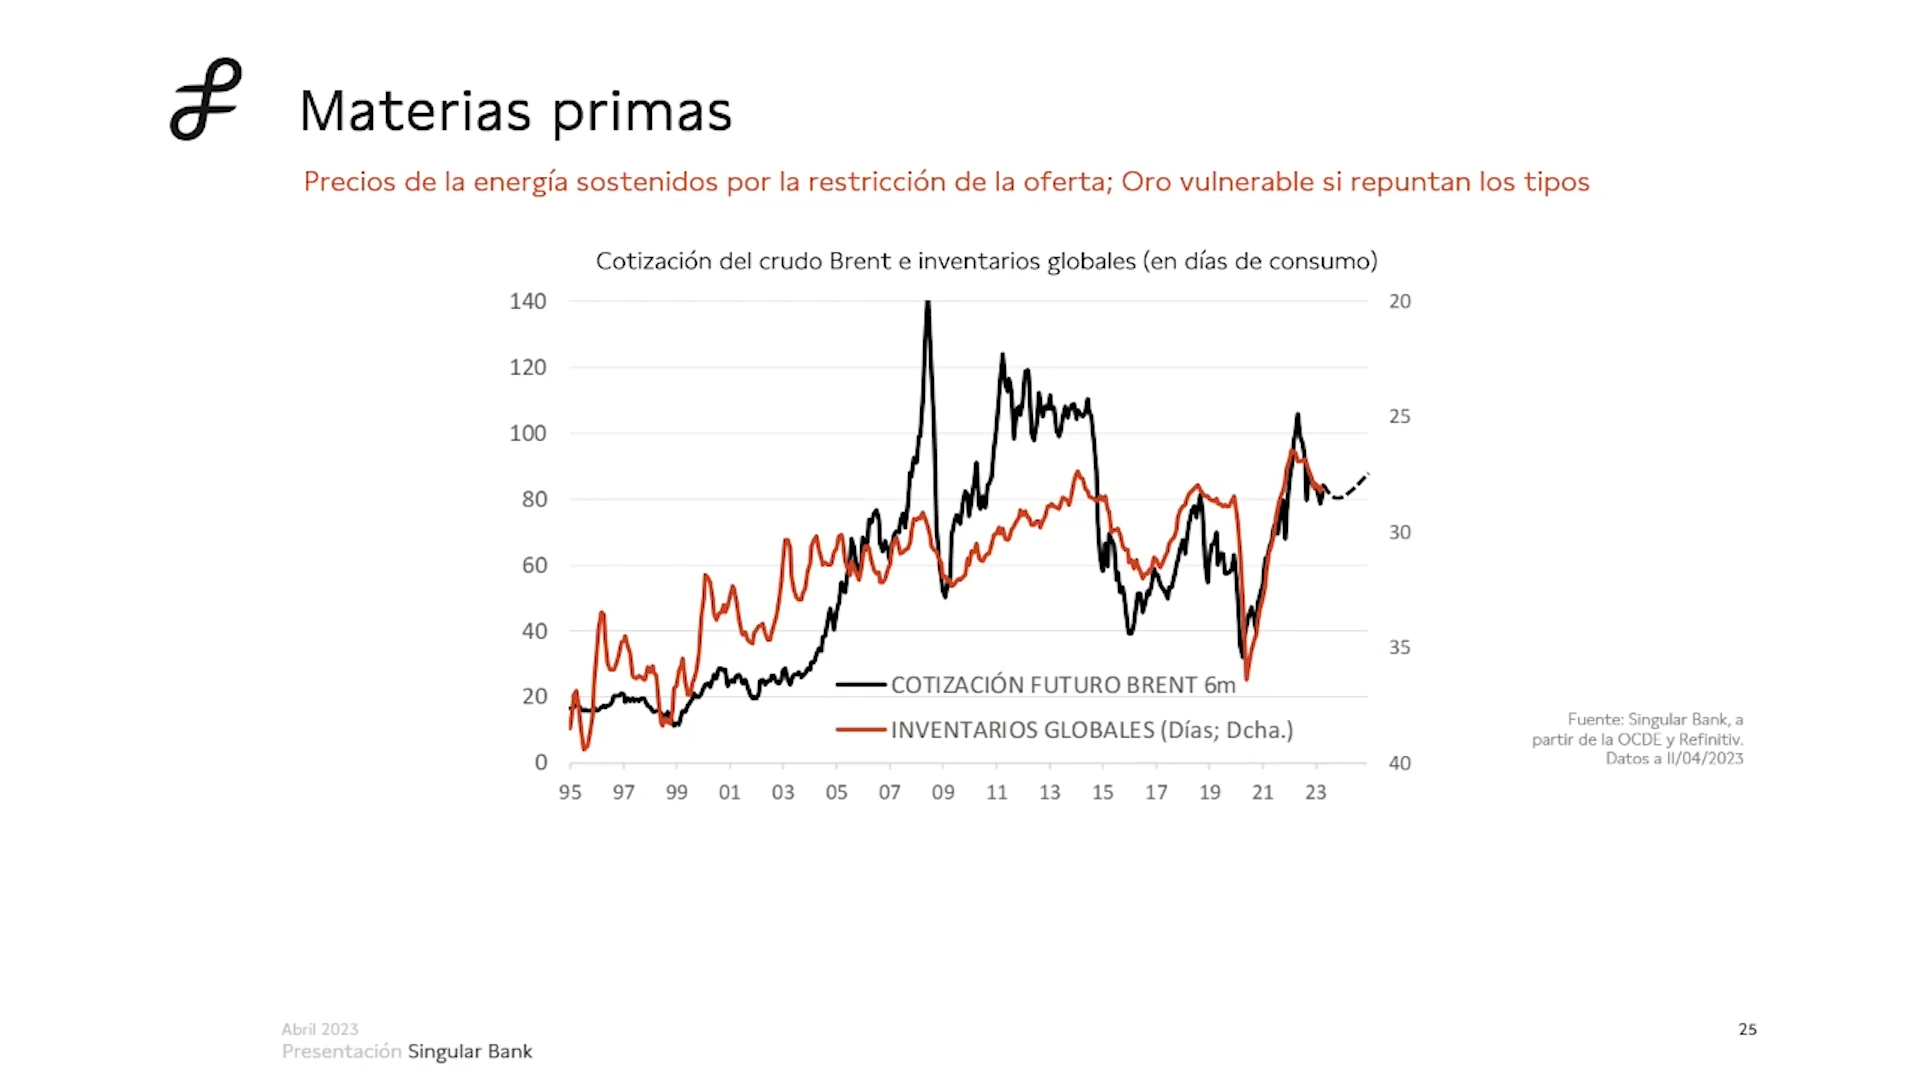 Materias primas
Precios de la energía sostenidos por la restricción de la oferta; Oro vulnerable si repuntan los tipos
Cotización del crudo Brent e inventarios globales (en días de consumo)
140
120
100
80
60
40
20
0
20
25
30
35
40
COTIZACIÓN FUTURO BRENT 6m
INVENTARIOS GLOBALES (Días; Dcha.)
95 97 99 01 03 05 07 09 11 13 15 17 19 21 23
Fuente: Singular Bank, a
partir de la OCDE y Refinitiv.
Datos a II/04/2023
Abril 2023
Presentación Singular Bank
25